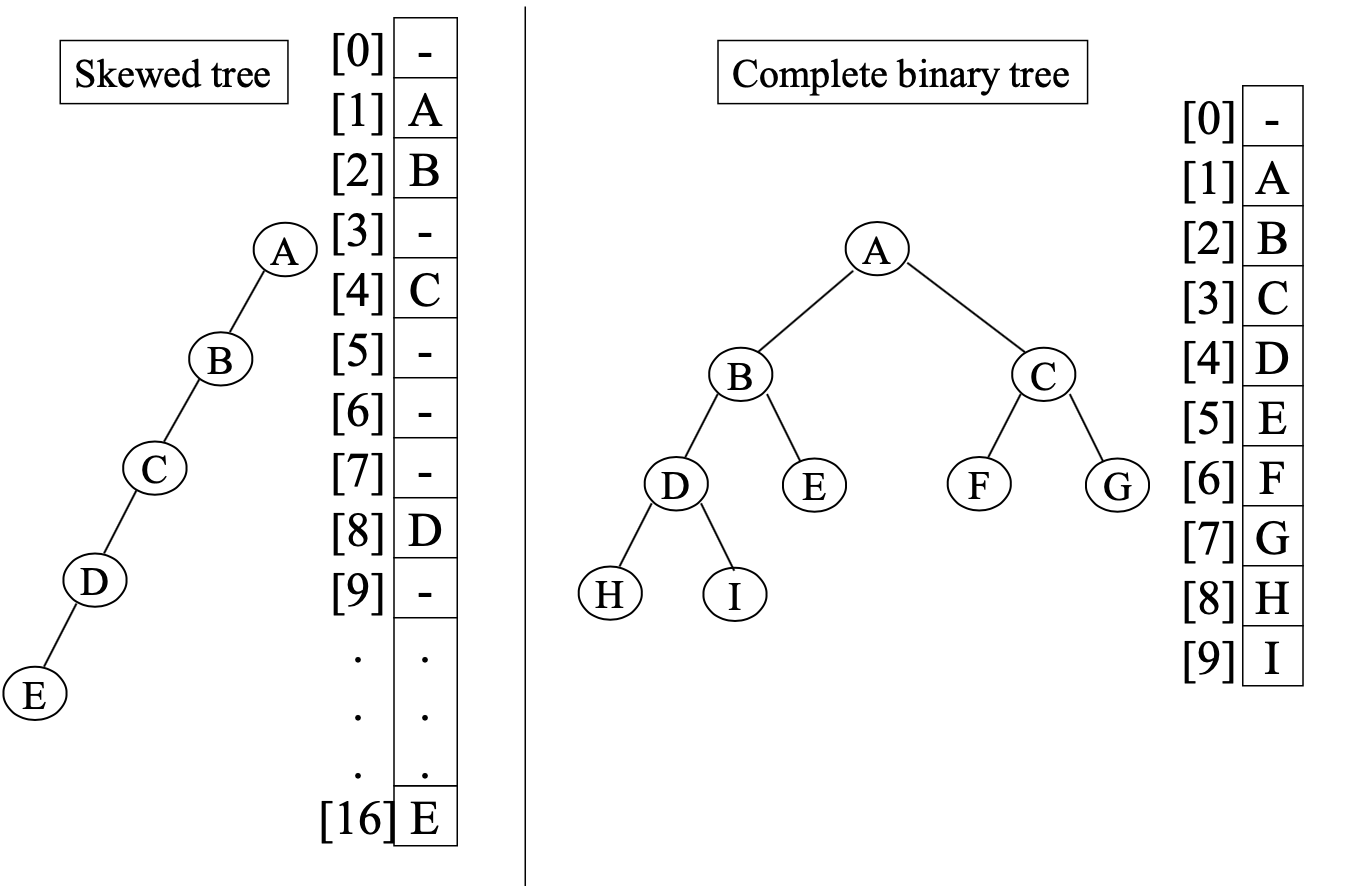 Skewed tree
[0] -
[1] A
[2] B
[3] -
[4] C
[5] -
[6] -
[7] -
[8] D
[9] -
. .
. .
. .
[16] E
A
B
C
D
E
Complete binary tree
A
B C
D E F G
H I
[0] -
[1] A
[2] B
[3] C
[4] D
[5] E
[6] F
[7] G
[8] H
[9] I